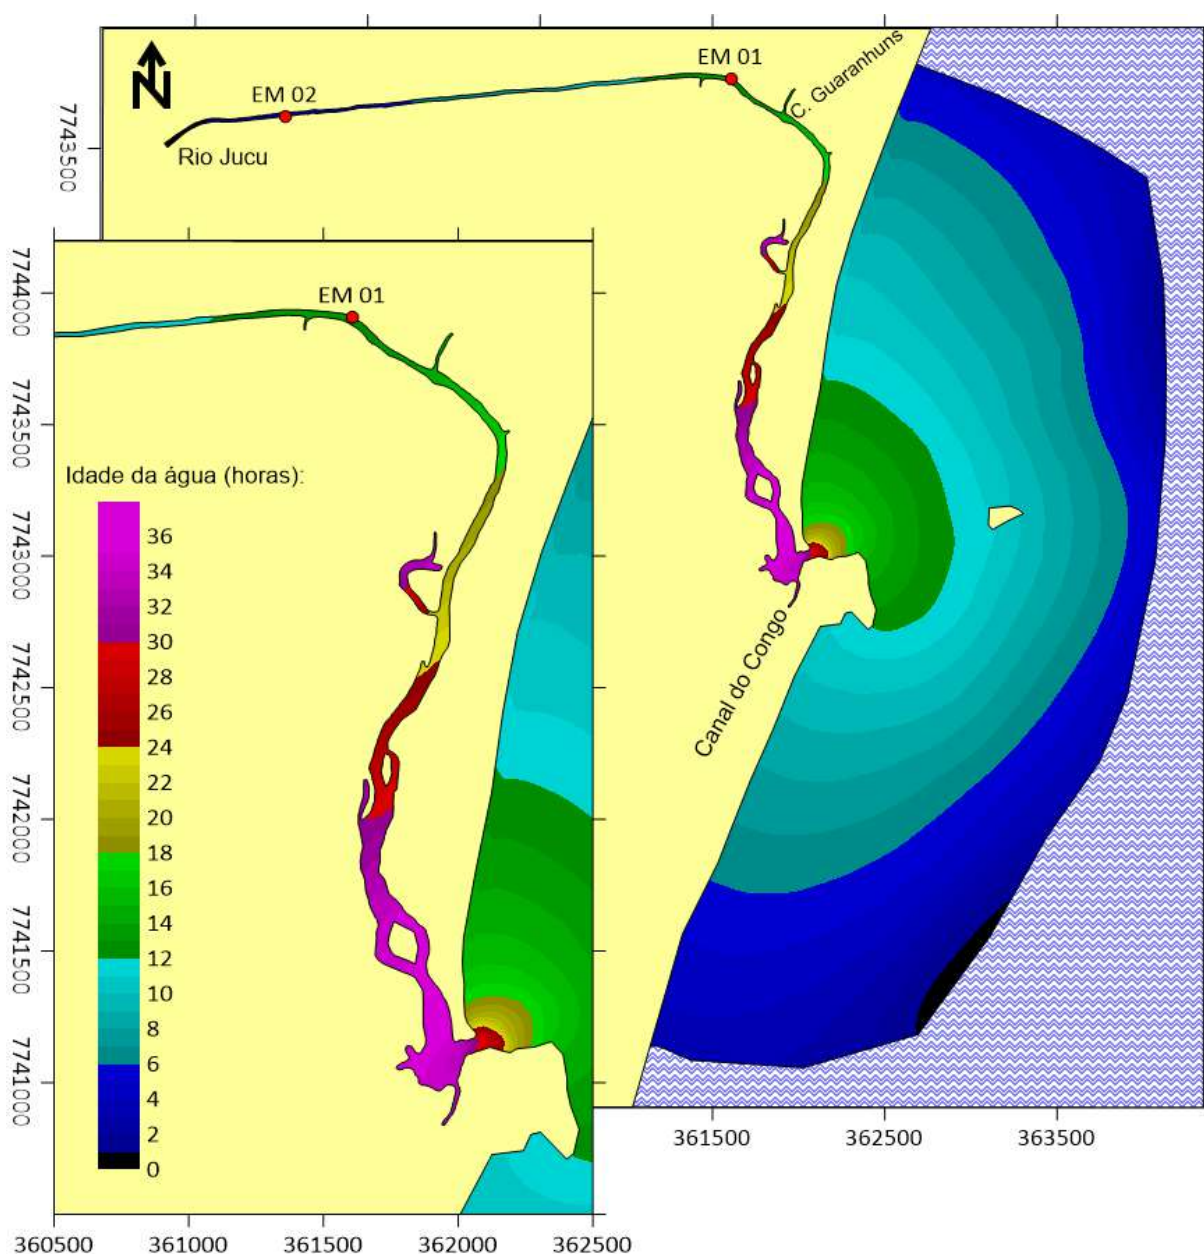 N
EM 01
C. Guaranhuns
EM 02
Rio Jucu
7743500
EM 01
7744000
7743500
7743000
7742500
7742000
7741500
7741000
Idade da água (horas):
36
34
32
30
28
26
24
22
20
18
16
14
12
10
8
6
4
2
0
Canal do Congo
361500 362500 363500
360500 361000 361500 362000 362500